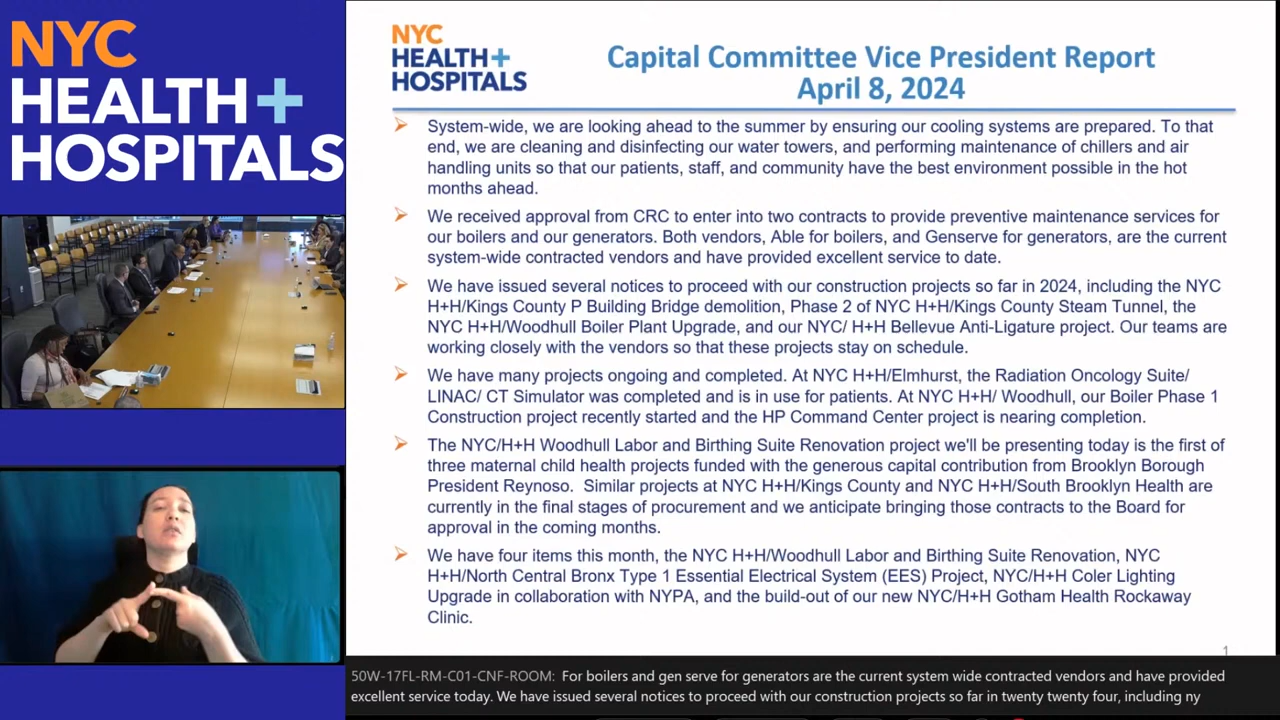 NYC
HEALTH+
HOSPITALS
NYC
HEALTH+
HOSPITALS
Capital Committee Vice President Report
April 8, 2024
System-wide, we are looking ahead to the summer by ensuring our cooling systems are prepared. To that
end, we are cleaning and disinfecting our water towers, and performing maintenance of chillers and air
handling units so that our patients, staff, and community have the best environment possible in the hot
months ahead.
We received approval from CRC to enter into two contracts to provide preventive maintenance services for
our boilers and our generators. Both vendors, Able for boilers, and Genserve for generators, are the current
system-wide contracted vendors and have provided excellent service to date.
We have issued several notices to proceed with our construction projects so far in 2024, including the NYC
H+H/Kings County P Building Bridge demolition, Phase 2 of NYC H+H/Kings County Steam Tunnel, the
NYC H+H/Woodhull Boiler Plant Upgrade, and our NYC/ H+H Bellevue Anti-Ligature project. Our teams are
working closely with the vendors so that these projects stay on schedule.
We have many projects ongoing and completed. At NYC H+H/Elmhurst, the Radiation Oncology Suite/
LINAC/ CT Simulator was completed and is in use for patients. At NYC H+H/ Woodhull, our Boiler Phase 1
Construction project recently started and the HP Command Center project is nearing completion.
The NYC/H+H Woodhull Labor and Birthing Suite Renovation project we'll be presenting today is the first of
three maternal child health projects funded with the generous capital contribution from Brooklyn Borough
President Reynoso.  Similar projects at NYC H+H/Kings County and NYC H+H/South Brooklyn Health are
currently in the final stages of procurement and we anticipate bringing those contracts to the Board for
approval in the coming months.
We have four items this month, the NYC H+H/Woodhull Labor and Birthing Suite Renovation, NYC
H+H/North Central Bronx Type 1 Essential Electrical System (EES) Project, NYC/H+H Coler Lighting
Upgrade in collaboration with NYPA, and the build-out of our new NYC/H+H Gotham Health Rockaway
Clinic.
1
50W-17FL-RM-C01-CNF-ROOM: For boilers and gen serve for generators are the current system wide contracted vendors and have provided
excellent service today. We have issued several notices to proceed with our construction projects so far in twenty twenty four, including ny